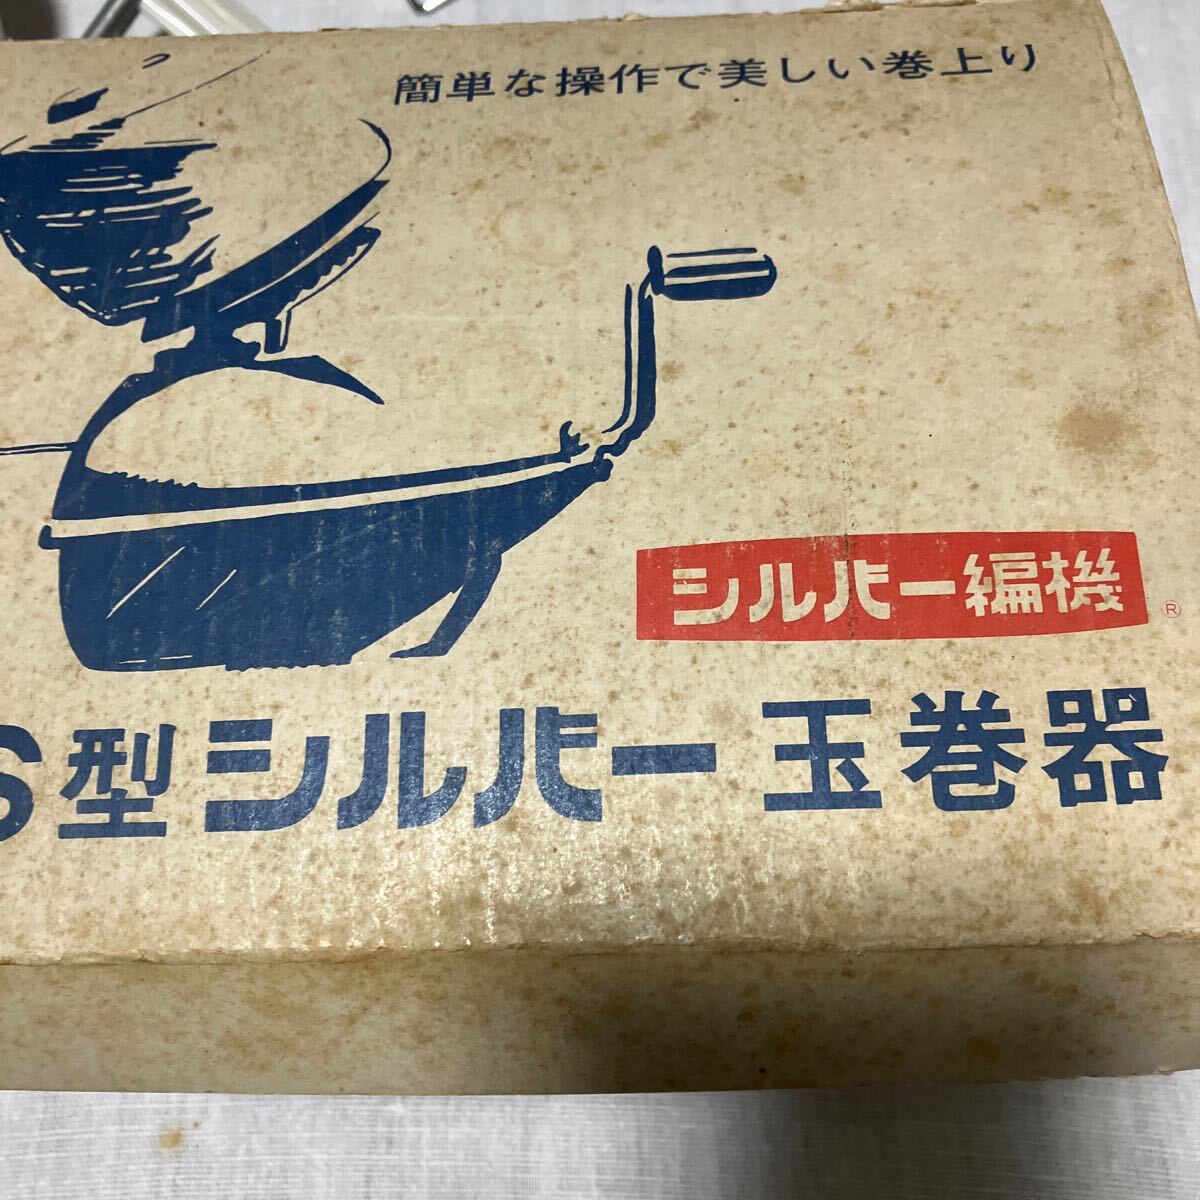 簡単な操作で美しい巻上り
シルバー編機
®
S型シルバー玉巻器